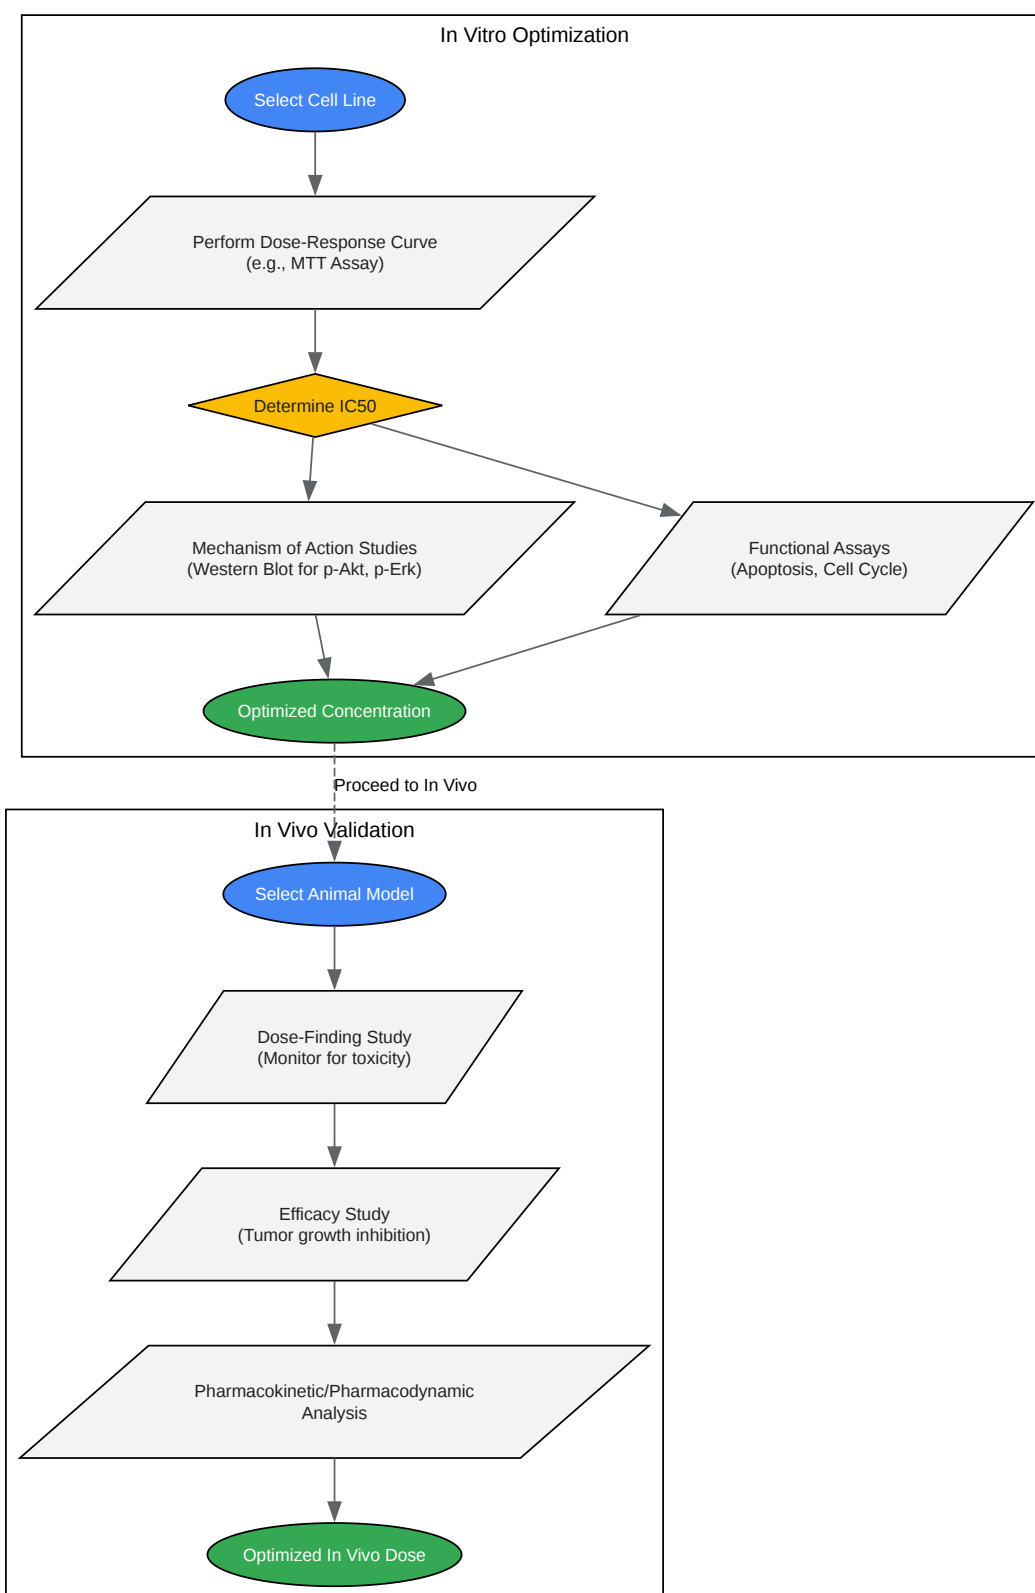 In Vitro Optimization
Select Cell Line
Perform Dose-Response Curve
(e.g., MTT Assay)
Determine IC50
Mechanism of Action Studies
(Western Blot for p-Akt, p-Erk)
Functional Assays
(Apoptosis, Cell Cycle)
Optimized Concentration
Proceed to In Vivo
In Vivo Validation
Select Animal Model
Dose-Finding Study
(Monitor for toxicity)
Efficacy Study
(Tumor growth inhibition)
Pharmacokinetic/Pharmacodynamic
Analysis
Optimized In Vivo Dose